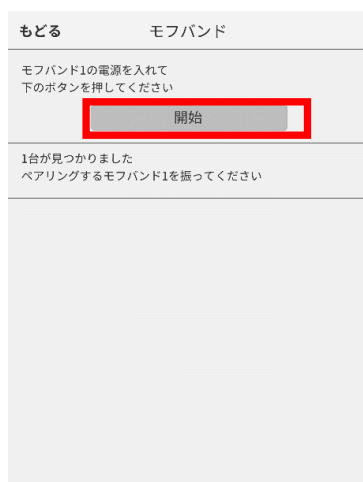 もどる モフバンド
モフバンド1の電源を入れて
下のボタンを押してください
開始
1台が見つかりました
ペアリングするモフバンド1を振ってください